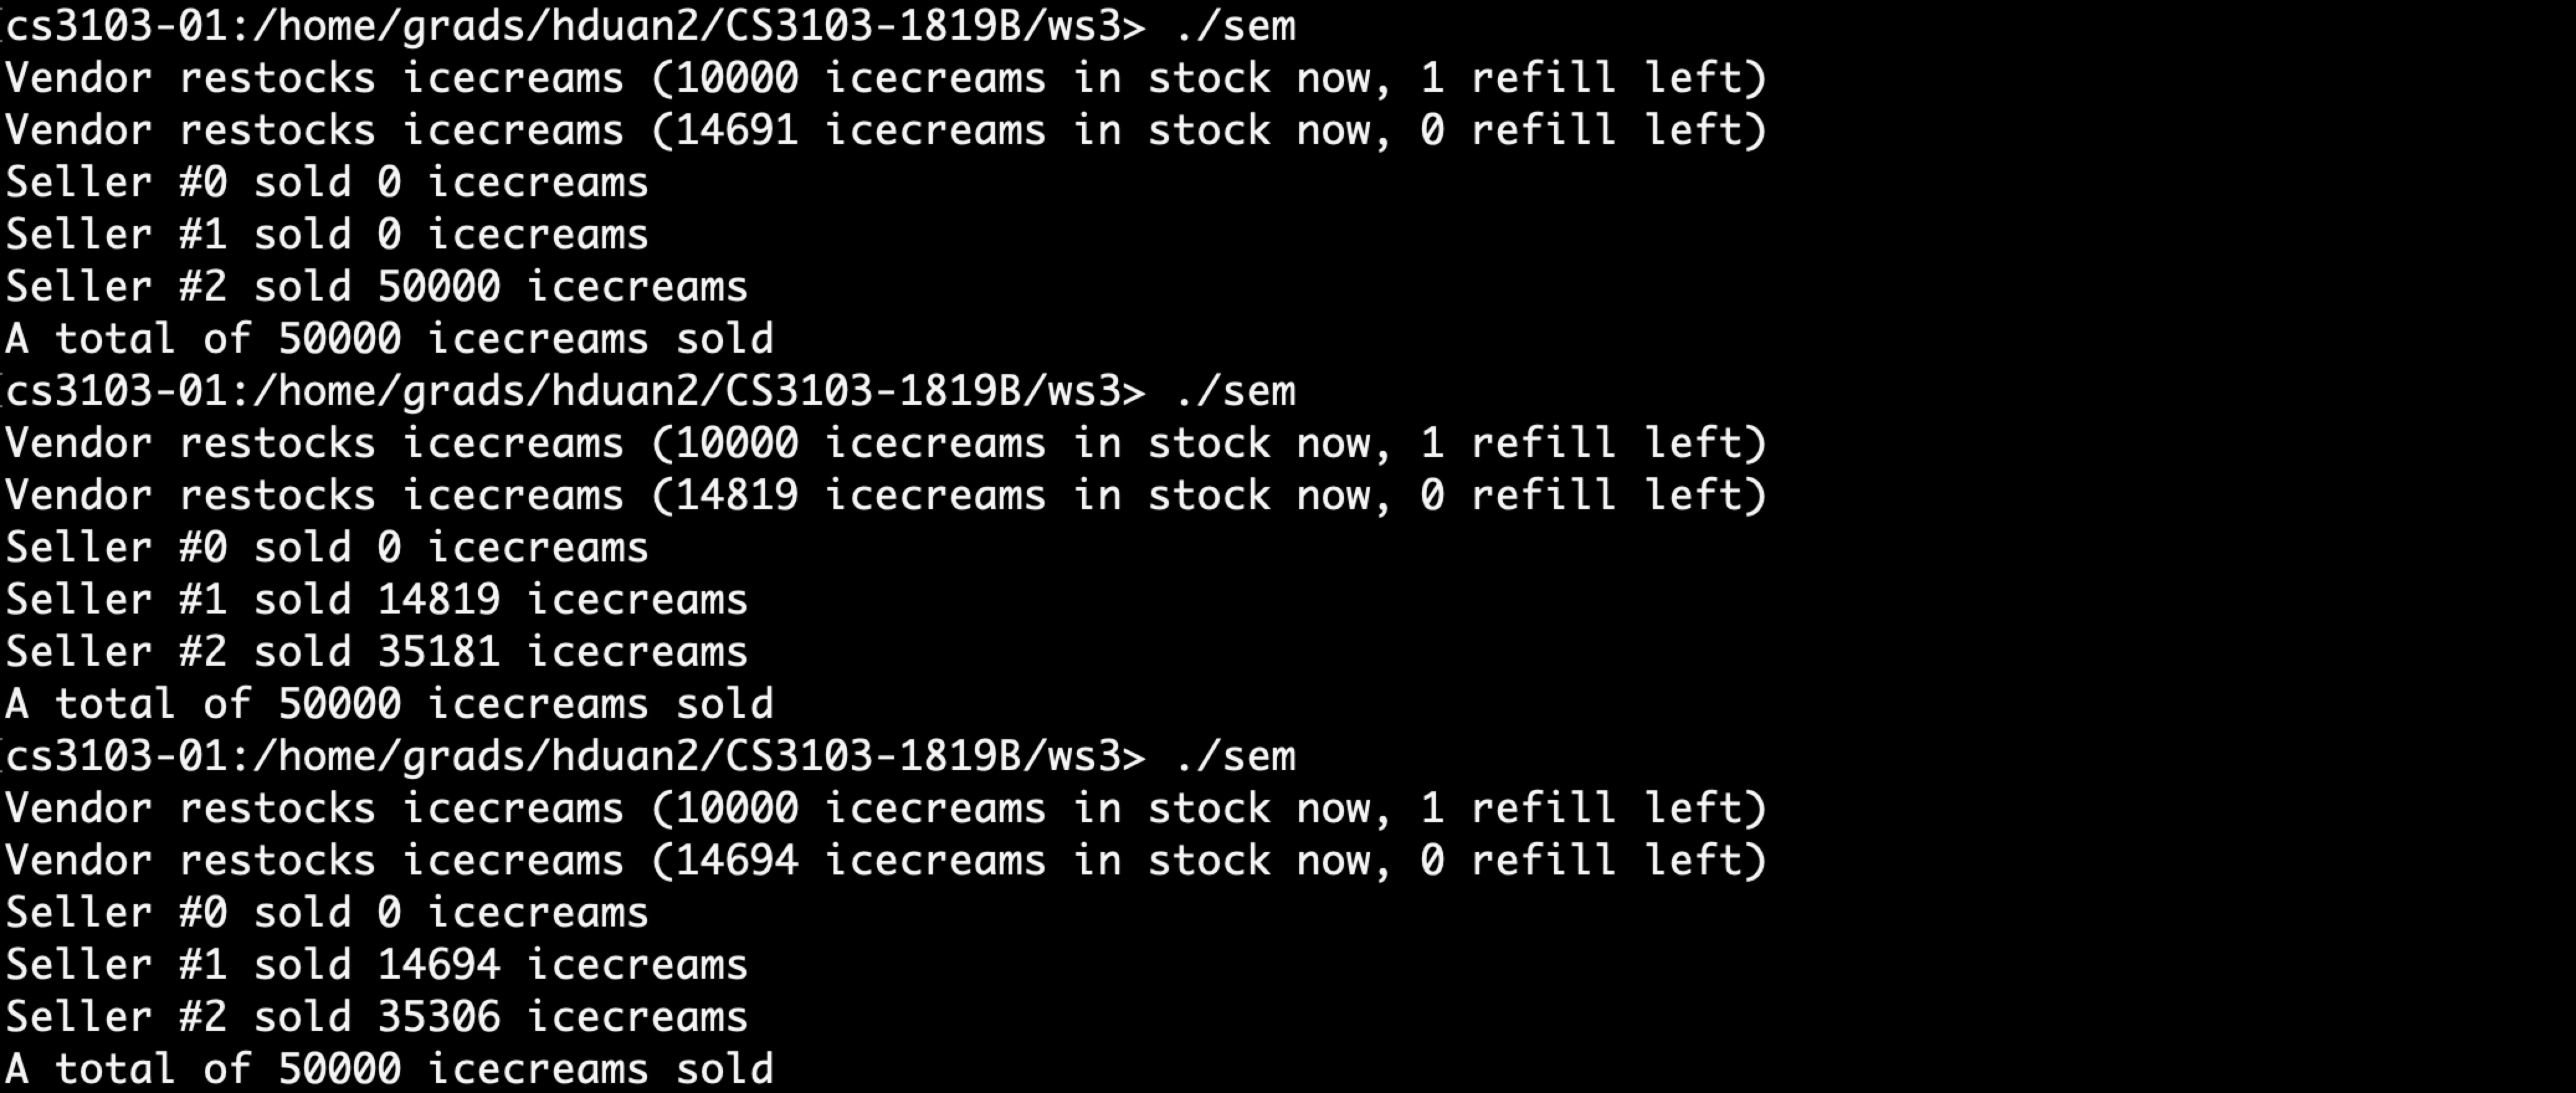 cs3103-01:/home/grads/hduan2/CS3103-1819B/ws3> ./sem
Vendor restocks icecreams (10000 icecreams in stock now, 1 refill left)
Vendor restocks icecreams (14691 icecreams in stock now, 0 refill left)
Seller #0 sold 0 icecreams
Seller #1 sold 0 icecreams
Seller #2 sold 50000 icecreams
A total of 50000 icecreams sold
cs3103-01:/home/grads/hduan2/CS3103-1819B/ws3> ./sem
Vendor restocks icecreams (10000 icecreams in stock now, 1 refill left)
Vendor restocks icecreams (14819 icecreams in stock now, 0 refill left)
Seller #0 sold 0 icecreams
Seller #1 sold 14819 icecreams
Seller #2 sold 35181 icecreams
A total of 50000 icecreams sold
cs3103-01:/home/grads/hduan2/CS3103-1819B/ws3> ./sem
Vendor restocks icecreams (10000 icecreams in stock now, 1 refill left)
Vendor restocks icecreams (14694 icecreams in stock now, 0 refill left)
Seller #0 sold 0 icecreams
Seller #1 sold 14694 icecreams
Seller #2 sold 35306 icecreams
A total of 50000 icecreams sold